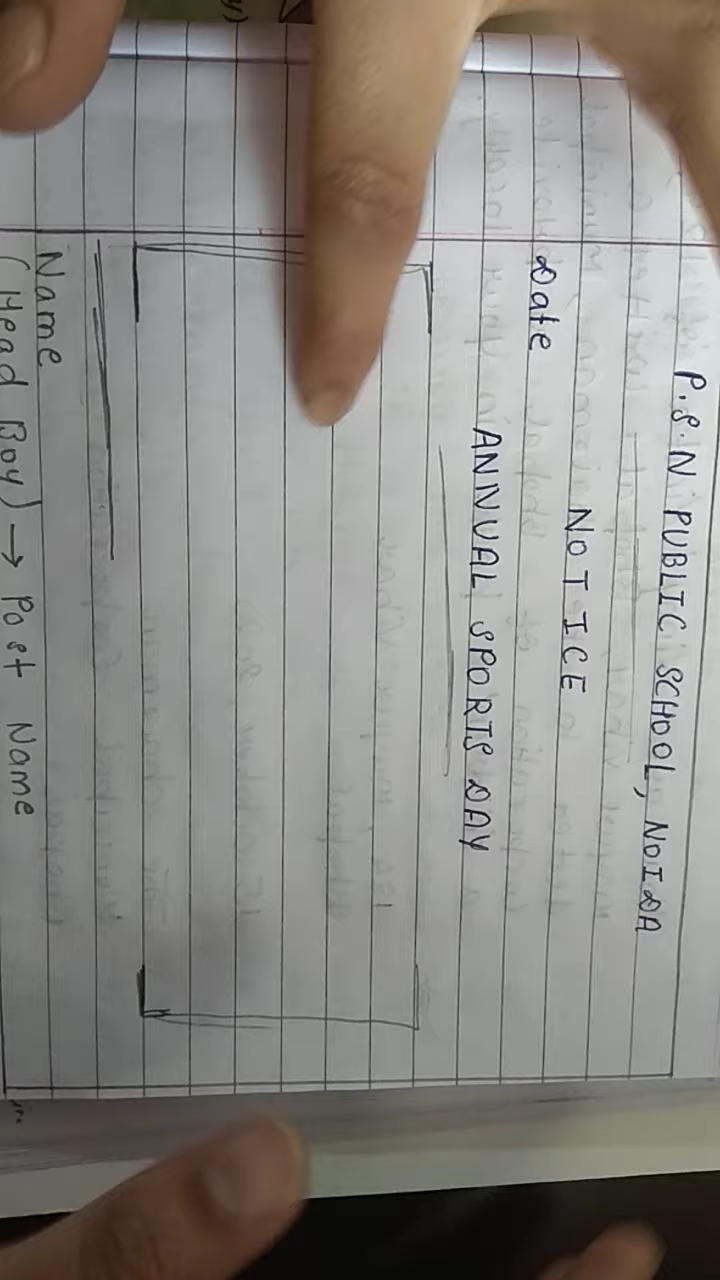 P.S.N PUBLIC SCHOOL, NOIDA
NOTICE
Date
ANNUAL SPORTS DAY
Name
(Head Boy) → Post Name